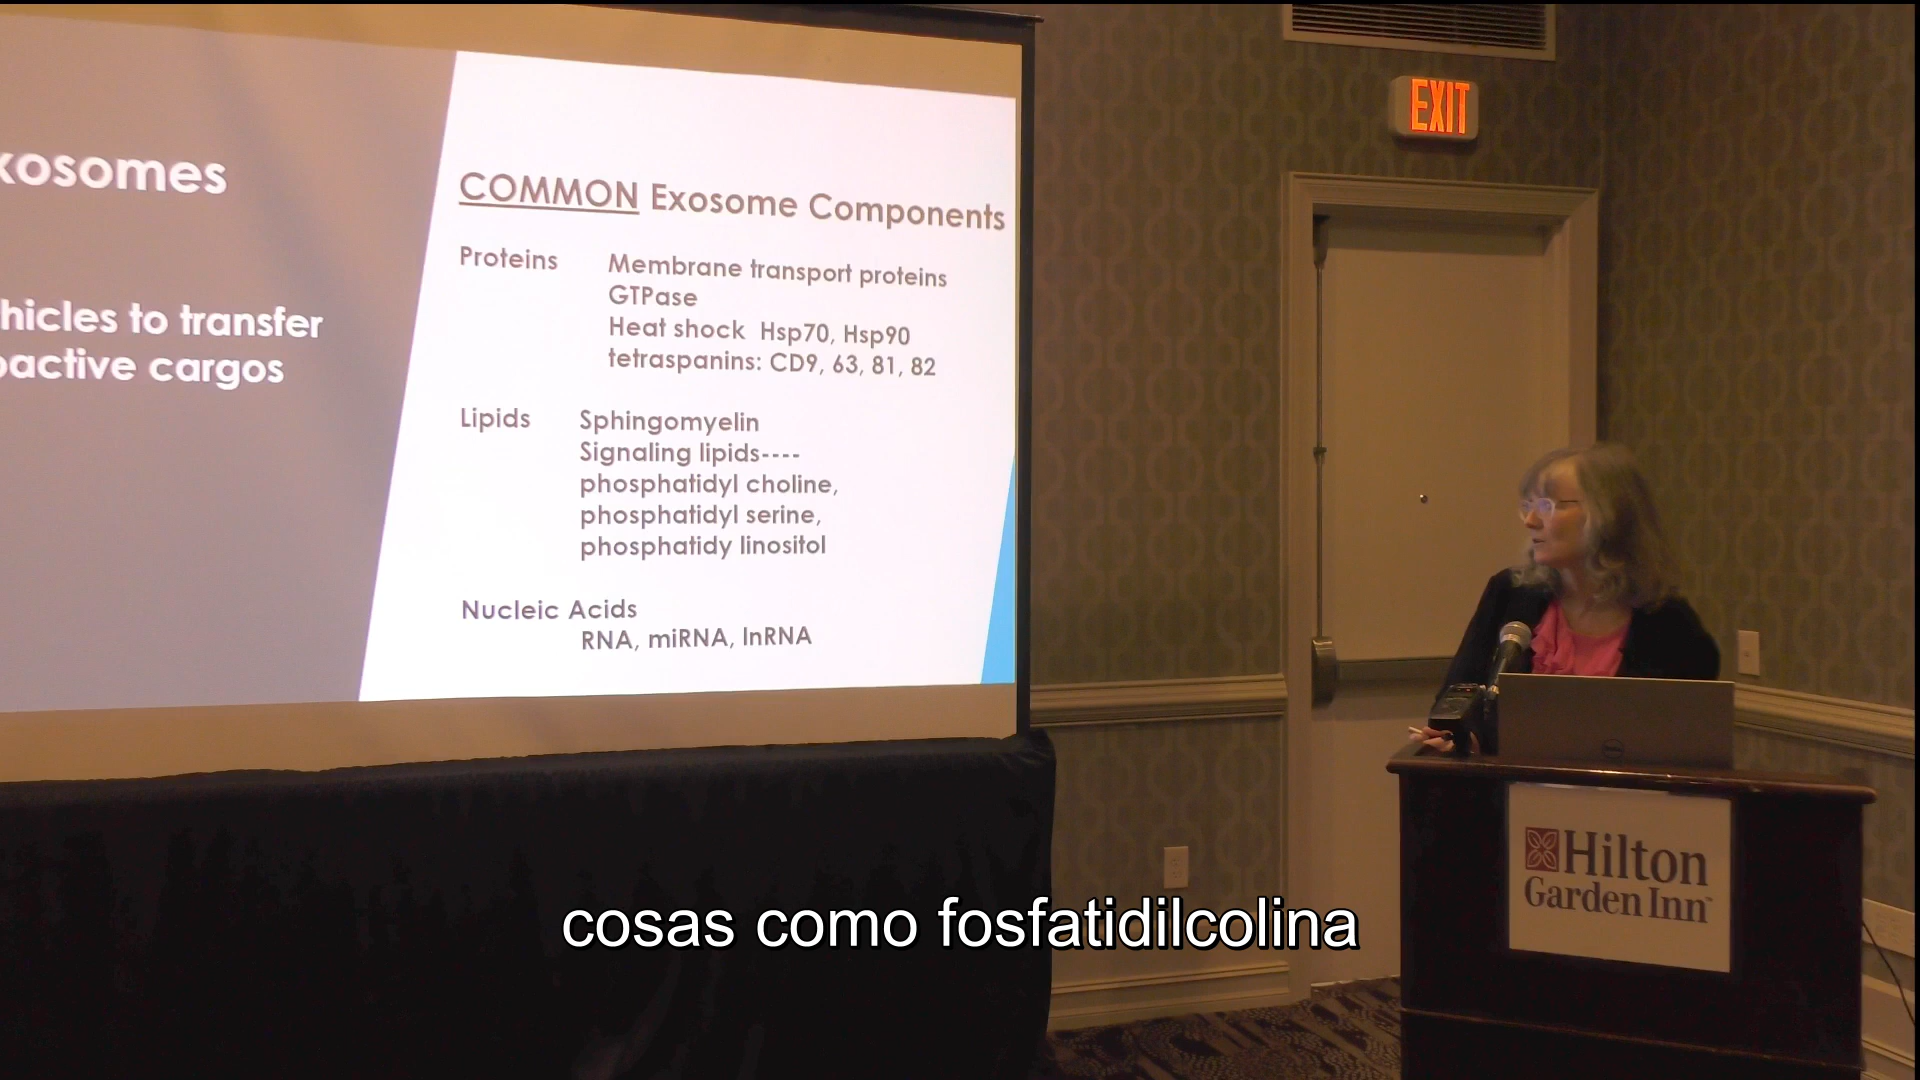 xosomes
hicles to transfer
oactive cargos
COMMON Exosome Components
Proteins Membrane transport proteins
GTPase
Heat shock Hsp70, Hsp90
tetraspanins: CD9, 63, 81, 82
Lipids Sphingomyelin
Signaling lipids----
phosphatidyl choline,
phosphatidyl serine,
phosphatidy linositol
Nucleic Acids
RNA, miRNA, lnRNA
EXIT
Hilton
Garden Inn
cosas como fosfatidilcolina